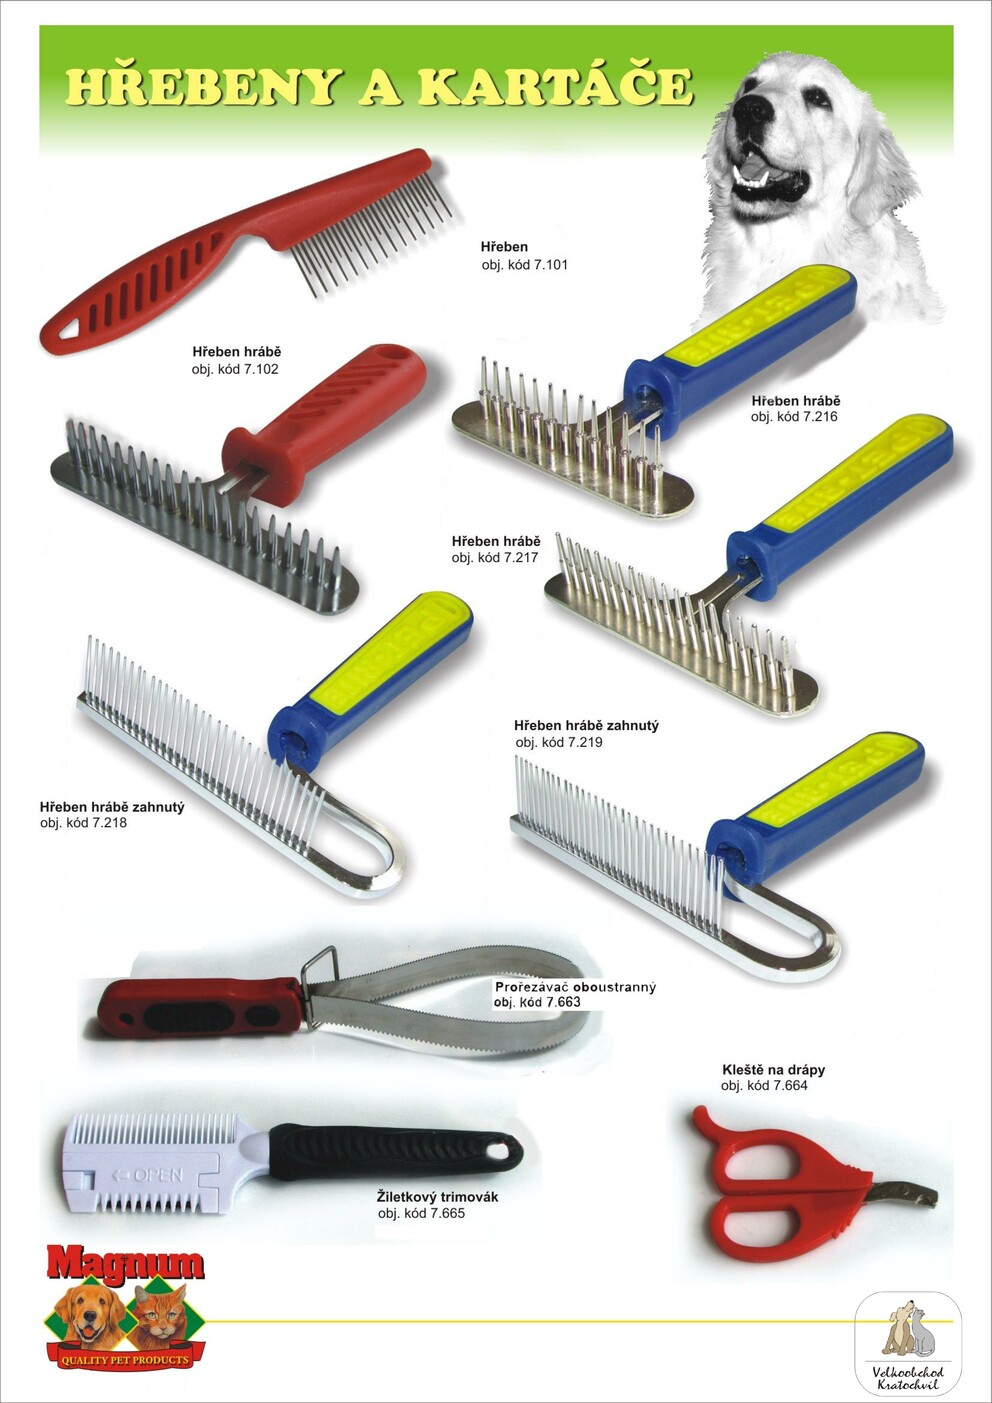 HŘEBENY A KARTÁČE
Hřeben
obj. kód 7.101
Hřeben hrábě
obj. kód 7.102
Hřeben hrábě
obj. kód 7.216
Hřeben hrábě
obj. kód 7.217
Hřeben hrábě zahnutý
obj. kód 7.219
Hřeben hrábě zahnutý
obj. kód 7.218
Prořezávač oboustranný
obj. kód 7.663
Kleště na drápy
obj. kód 7.664
OPEN
Žiletkový trimovák
obj. kód 7.665
Magnum
QUALITY PET PRODUCTS
Velkoobchod
Kratochvíl